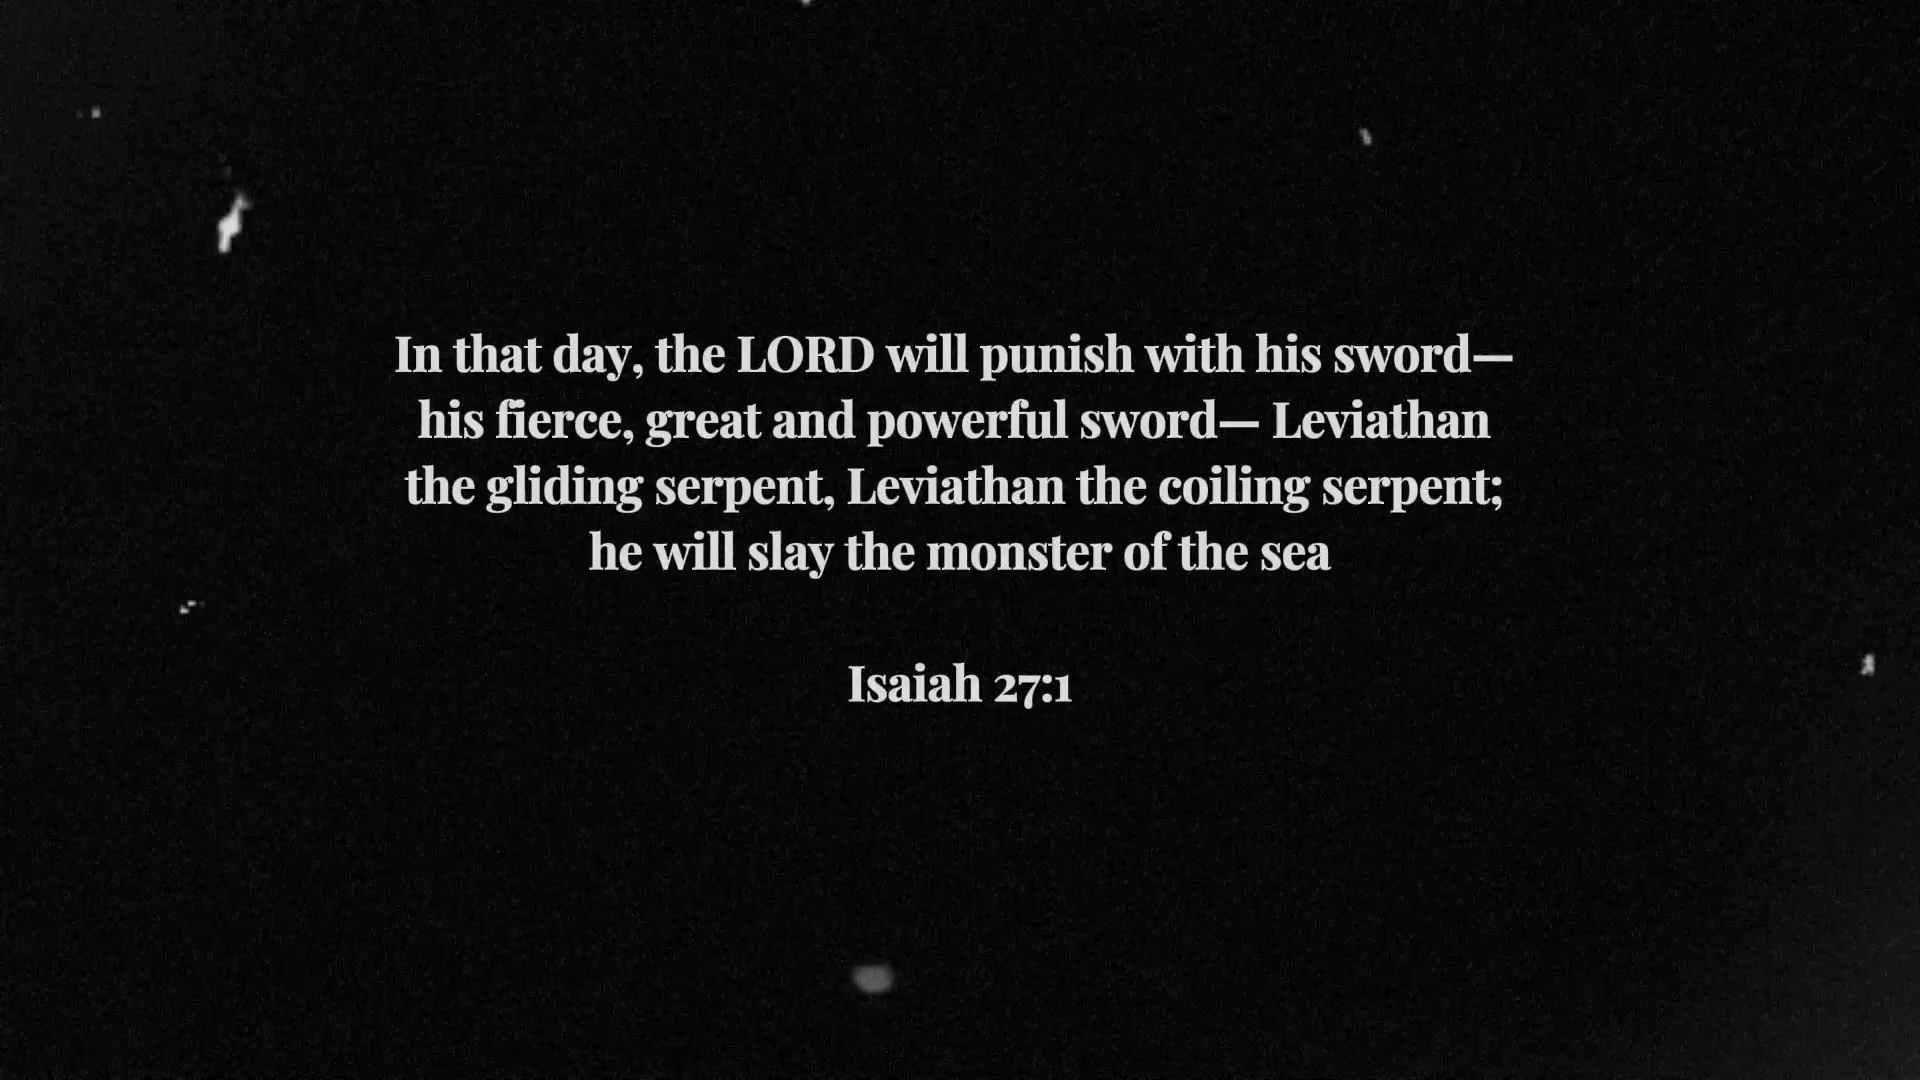 In that day, the LORD will punish with his sword—
his fierce, great and powerful sword— Leviathan
the gliding serpent, Leviathan the coiling serpent;
he will slay the monster of the sea
Isaiah 27:1